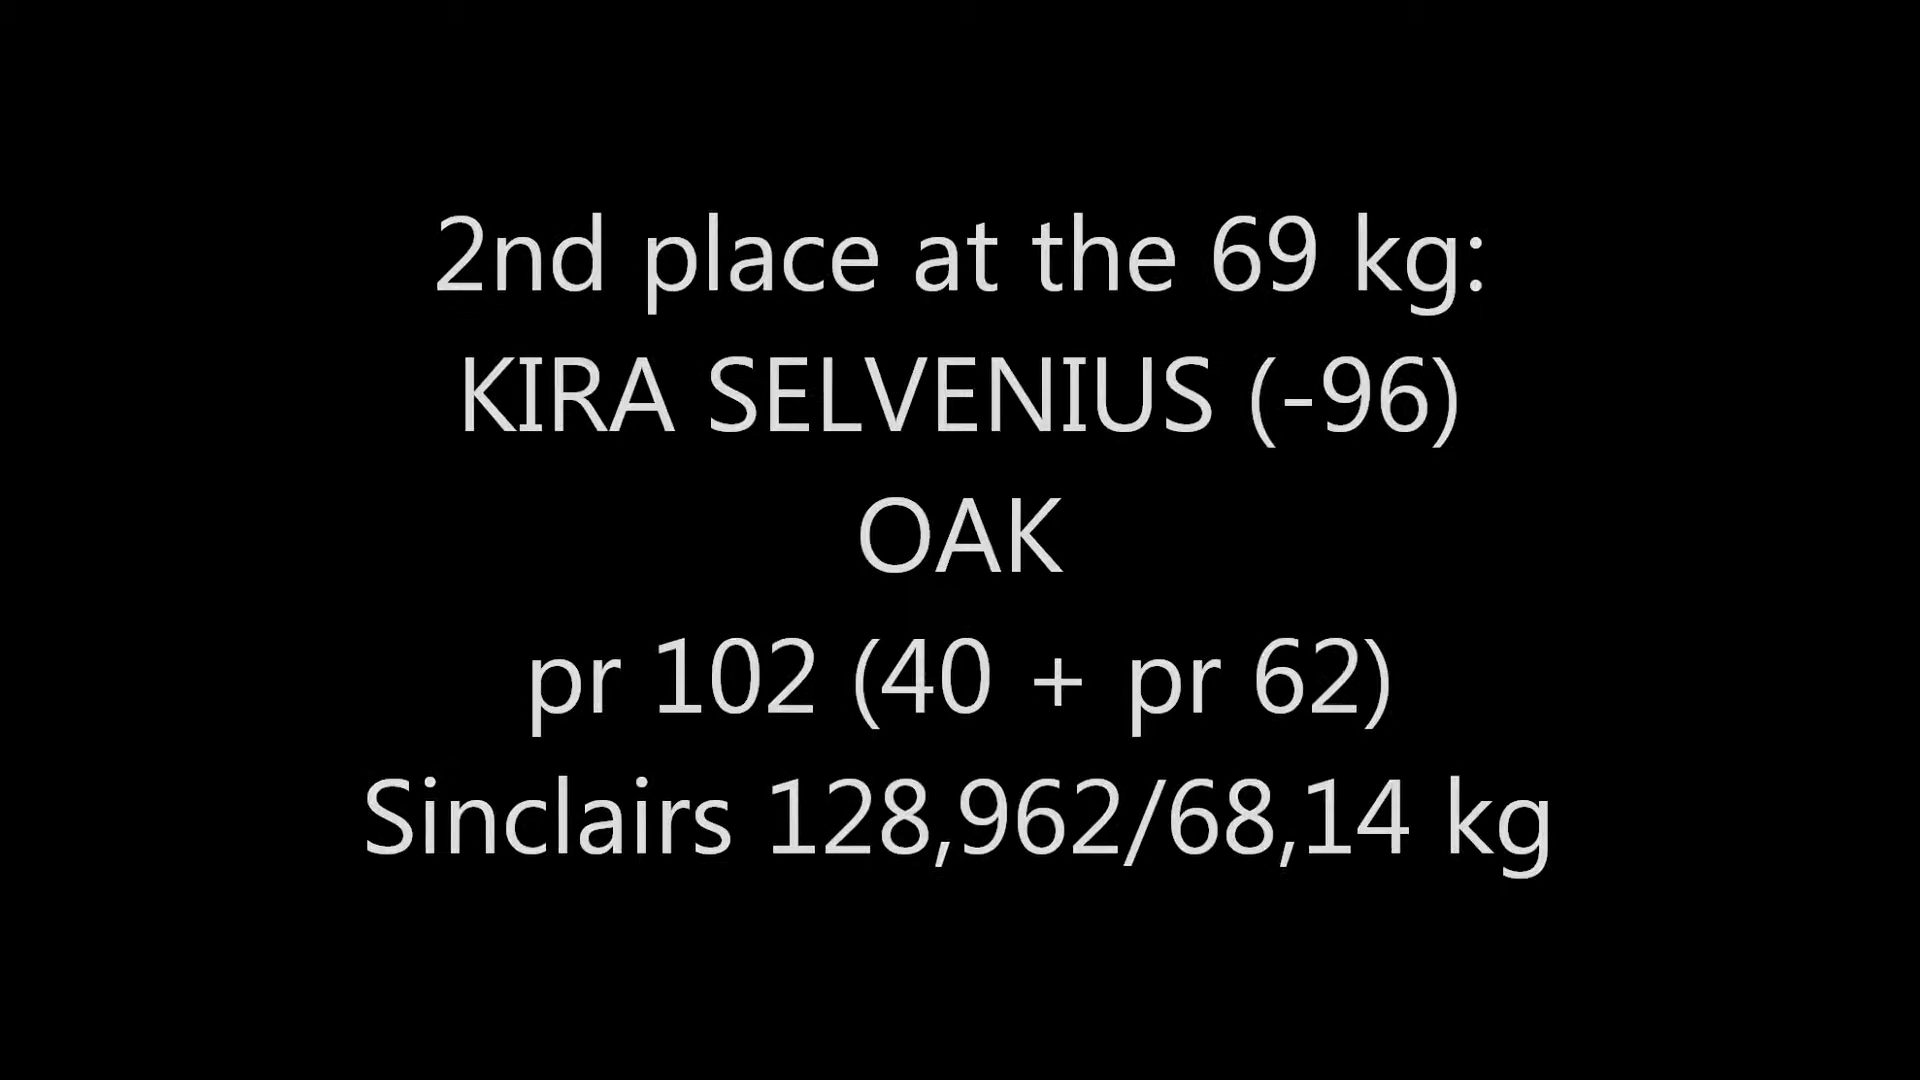 2nd place at the 69 kg:
KIRA SELVENIUS (-96)
OAK
pr 102 (40 + pr 62)
Sinclairs 128,962/68,14 kg